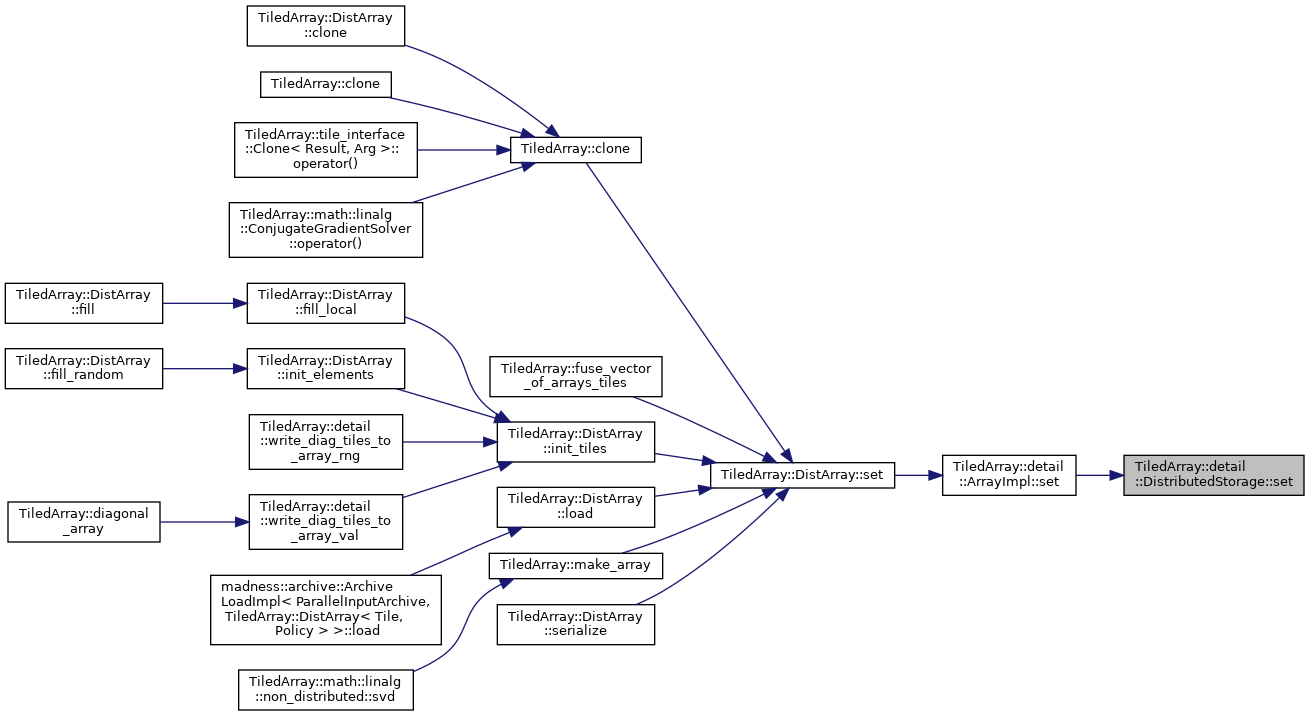 TiledArray::DistArray
::clone
TiledArray::clone
TiledArray::tile_interface
::Clone< Result, Arg >::
operator()
TiledArray::math::linalg
::ConjugateGradientSolver
::operator()
TiledArray::clone
TiledArray::DistArray
::fill
TiledArray::DistArray
::fill_local
TiledArray::DistArray
::fill_random
TiledArray::DistArray
::init_elements
TiledArray::fuse_vector
_of_arrays_tiles
TiledArray::detail
::write_diag_tiles_to
_array_rng
TiledArray::DistArray
::init_tiles
TiledArray::DistArray::set
TiledArray::detail
::ArrayImpl::set
TiledArray::detail
::DistributedStorage::set
TiledArray::diagonal
_array
TiledArray::detail
::write_diag_tiles_to
_array_val
TiledArray::DistArray
::load
TiledArray::make_array
madness::archive::Archive
LoadImpl< ParallelInputArchive,
TiledArray::DistArray< Tile,
Policy > >::load
TiledArray::DistArray
::serialize
TiledArray::math::linalg
::non_distributed::svd